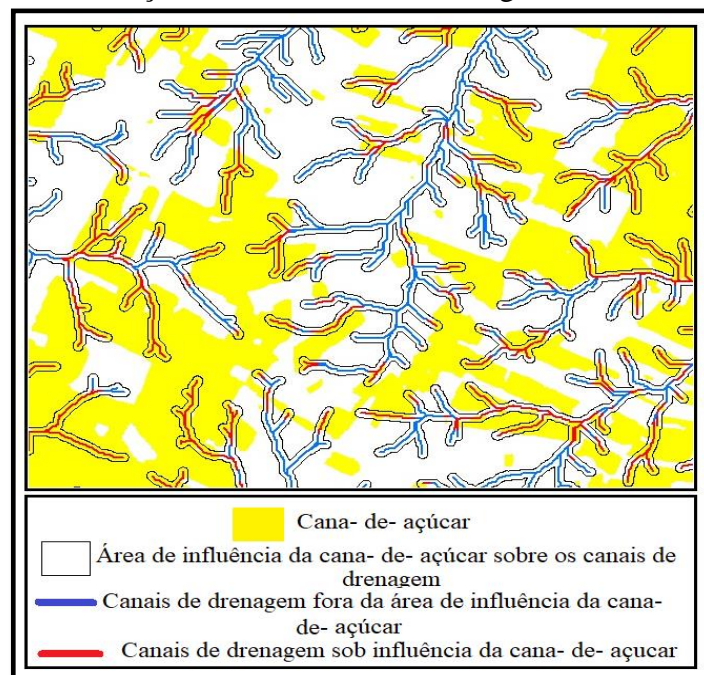 Cana- de- açúcar
Área de influência da cana- de- açúcar sobre os canais de
drenagem
Canais de drenagem fora da área de influência da cana-
de- açúcar
Canais de drenagem sob influência da cana- de- açucar